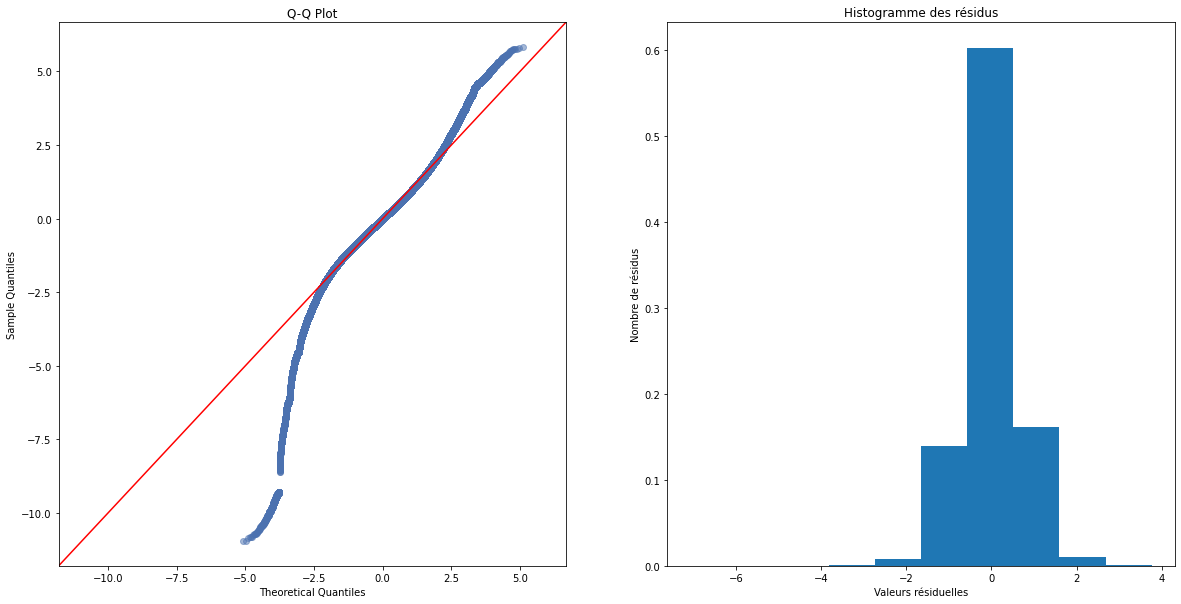 Q-Q Plot
Sample Quantiles
5.0
2.5
0.0
−2.5
−5.0
−7.5
−10.0
−10.0 −7.5 −5.0 −2.5 0.0 2.5 5.0
Theoretical Quantiles
Histogramme des résidus
Nombre de résidus
0.6
0.5
0.4
0.3
0.2
0.1
0.0
−6 −4 −2 0 2 4
Valeurs résiduelles